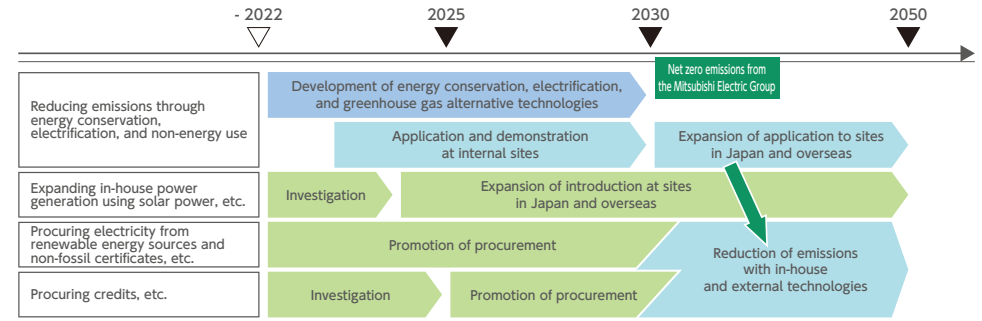 - 2022
2025
2030
2050
Net zero emissions from
the Mitsubishi Electric Group
Reducing emissions through
energy conservation,
electrification, and non-energy use
Development of energy conservation, electrification,
and greenhouse gas alternative technologies
Application and demonstration
at internal sites
Expansion of application to sites
in Japan and overseas
Expanding in-house power
generation using solar power, etc.
Investigation
Expansion of introduction at sites
in Japan and overseas
Procuring electricity from
renewable energy sources and
non-fossil certificates, etc.
Promotion of procurement
Reduction of emissions
with in-house
and external technologies
Procuring credits, etc.
Investigation
Promotion of procurement